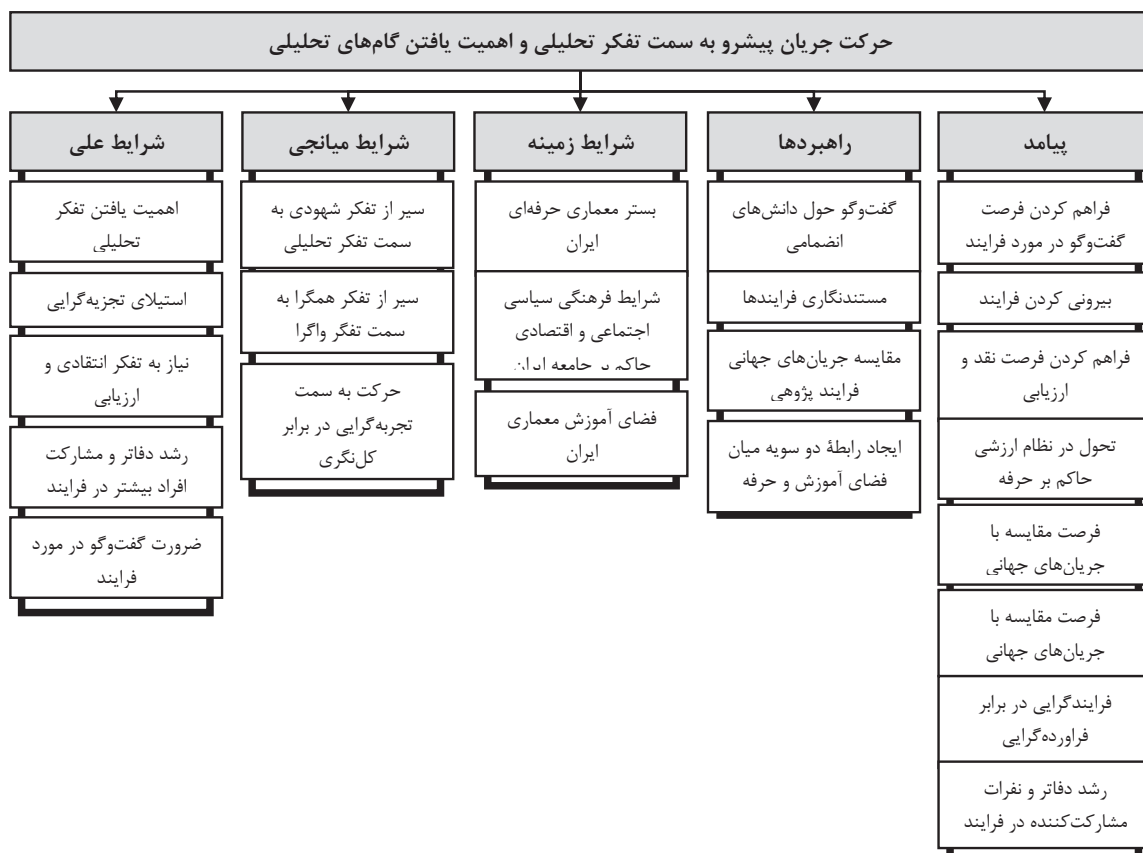 حرکت جریان پیشرو به سمت تفکر تحلیلی و اهمیت یافتن گام‌های تحلیلی
شرایط علی
اهمیت یافتن تفکر
تحلیلی
استیلای تجزیه‌گرایی
نیاز به تفکر انتقادی و
ارزیابی
رشد دفاتر و مشارکت
افراد بیشتر در فرایند
ضرورت گفت‌وگو در مورد
فرایند
شرایط میانجی
سیر از تفکر شهودی به
سمت تفکر تحلیلی
سیر از تفکر همگرا به
سمت تفگر واگرا
حرکت به سمت
تجربه‌گرایی در برابر
کل‌نگری
شرایط زمینه
بستر معماری حرفه‌ای
ایران
شرایط فرهنگی سیاسی
اجتماعی و اقتصادی
حاکم بر جامعه ایران
فضای آموزش معماری
ایران
راهبردها
گفت‌وگو حول دانش‌های
انضمامی
مستندنگاری فرایندها
مقایسه جریان‌های جهانی
فرایند پژوهی
ایجاد رابطهٔ دو سویه میان
فضای آموزش و حرفه
پیامد
فراهم کردن فرصت
گفت‌وگو در مورد فرایند
بیرونی کردن فرایند
فراهم کردن فرصت نقد و
ارزیابی
تحول در نظام ارزشی
حاکم بر حرفه
فرصت مقایسه با
جریان‌های جهانی
فرصت مقایسه با
جریان‌های جهانی
فرایندگرایی در برابر
فراورده‌گرایی
رشد دفاتر و نفرات
مشارکت‌کننده در فرایند